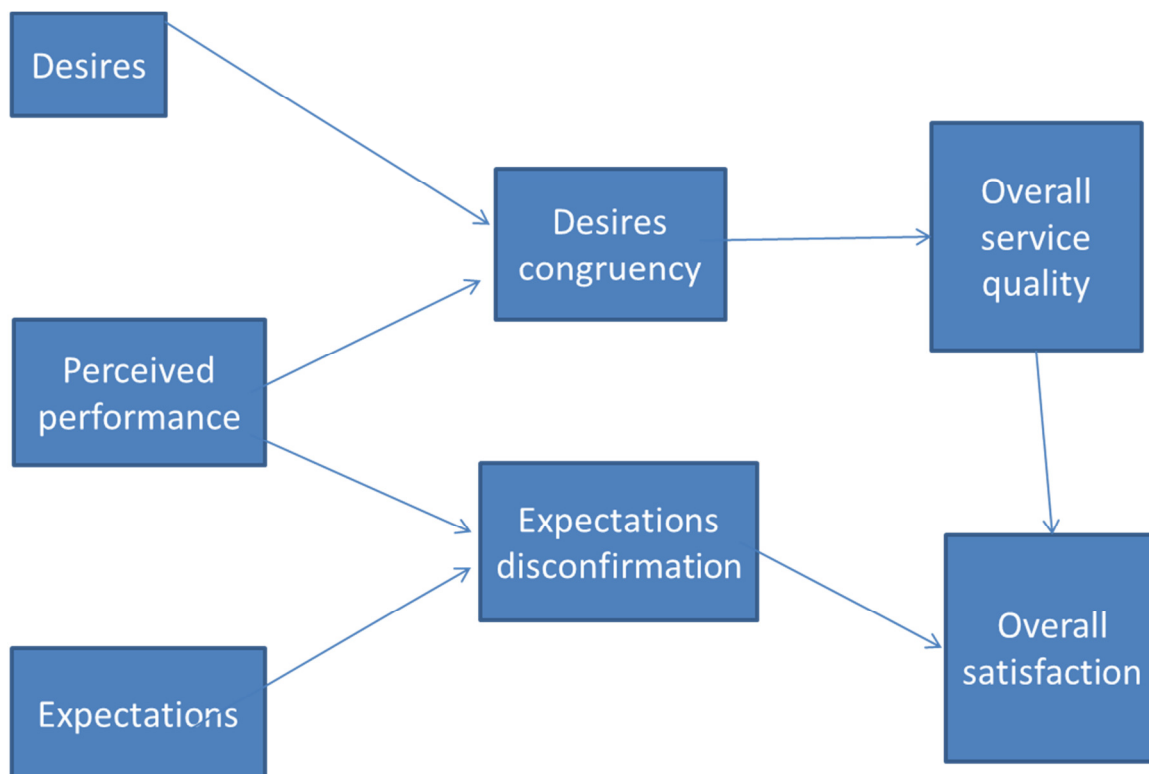 Desires
Desires
congruency
Overall
service
quality
Perceived
performance
Expectations
disconfirmation
Overall
satisfaction
Expectations